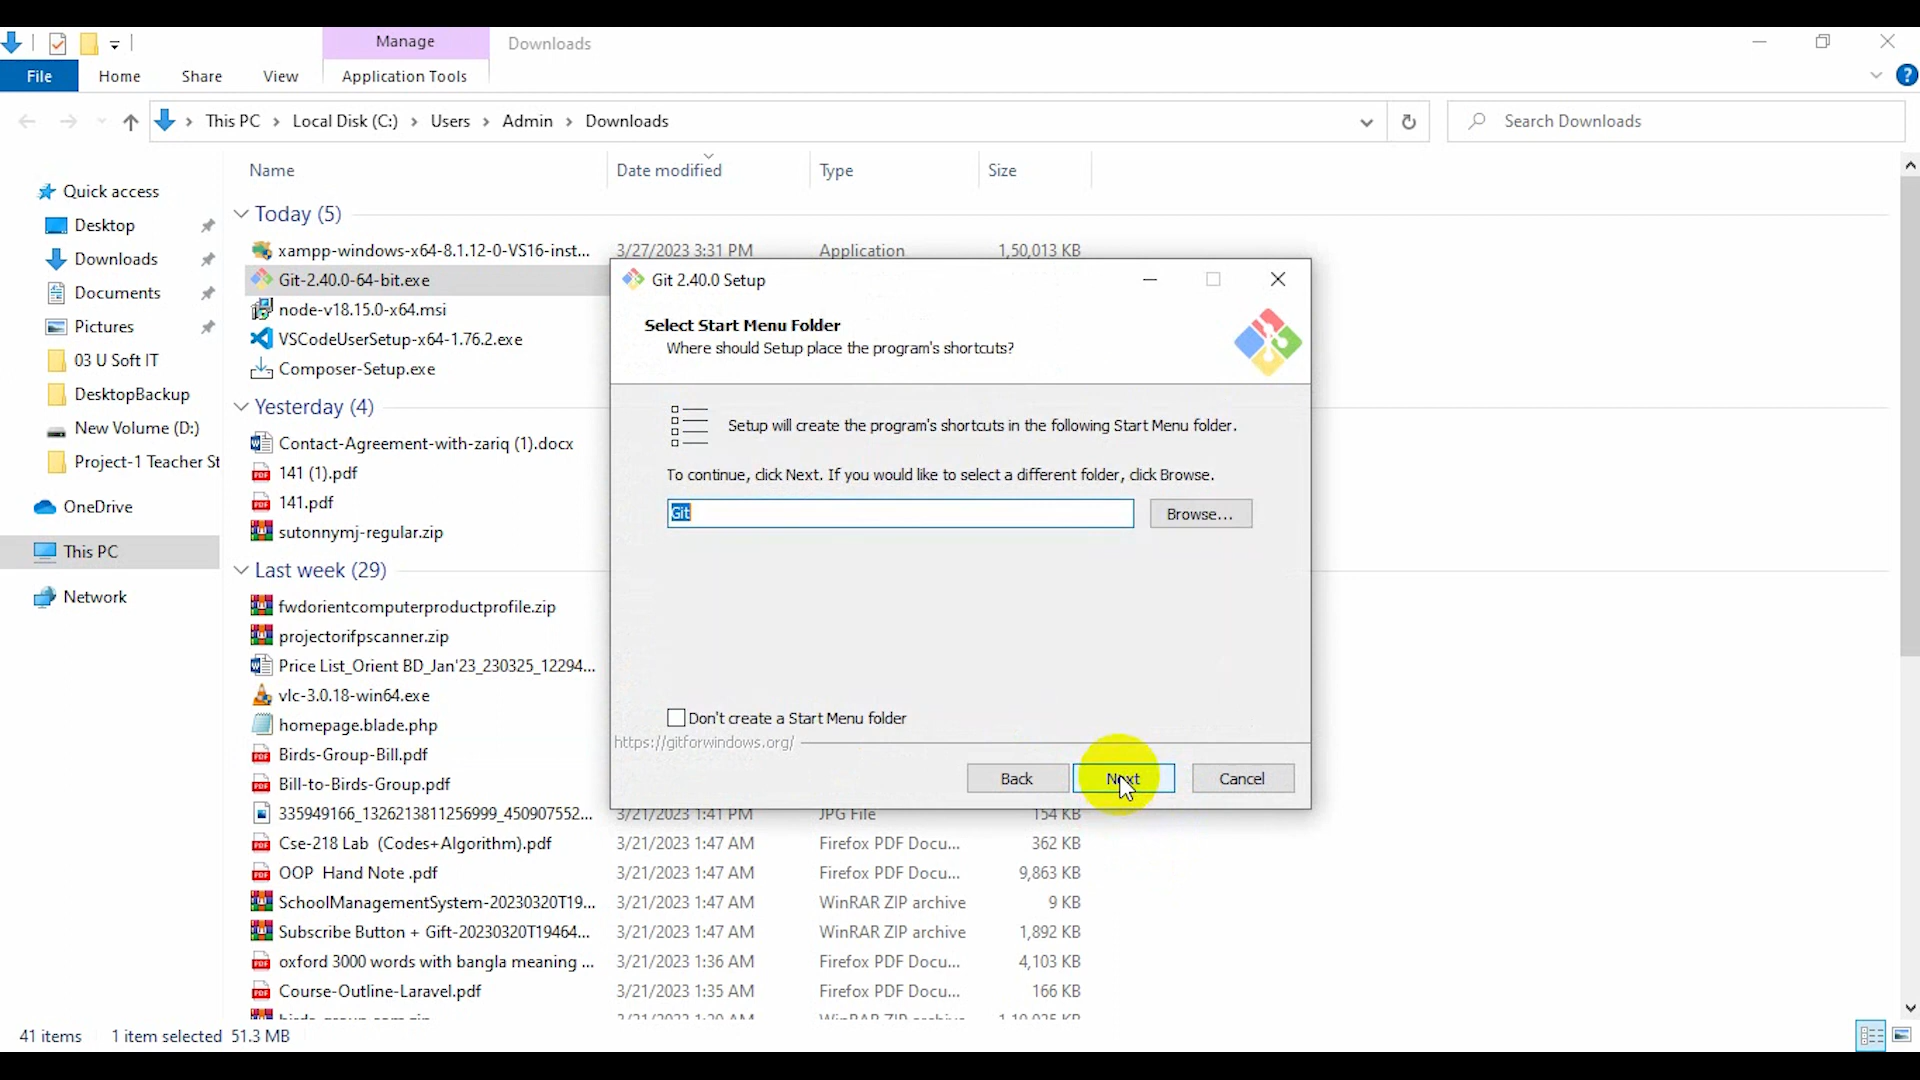 Manage
Downloads
File
Home
Share
View
Application Tools
This PC
Local Disk (C:)
Users
Admin
Downloads
Search Downloads
Name
Date modified
Type
Size
Quick access
Desktop
Downloads
Documents
Pictures
03 U Soft IT
DesktopBackup
New Volume (D:)
Project-1 Teacher St
OneDrive
This PC
Network
Today (5)
xampp-windows-x64-8.1.12-0-VS16-inst... 3/27/2023 3:31 PM Application 1,50,013 KB
Git-2.40.0-64-bit.exe
node-v18.15.0-x64.msi
VSCodeUserSetup-x64-1.76.2.exe
Composer-Setup.exe
Yesterday (4)
Contact-Agreement-with-zariq (1).docx
141 (1).pdf
141.pdf
sutonnymj-regular.zip
Last week (29)
fwdorientcomputerproductprofile.zip
projectorifpscanner.zip
Price List_Orient BD_Jan'23_230325_12294...
vlc-3.0.18-win64.exe
homepage.blade.php
Birds-Group-Bill.pdf
Bill-to-Birds-Group.pdf
335949166_1326213811256999_450907552... 3/21/2023 1:41 PM JPG File 154 KB
Cse-218 Lab (Codes+Algorithm).pdf 3/21/2023 1:47 AM Firefox PDF Docu... 362 KB
OOP Hand Note .pdf 3/21/2023 1:47 AM Firefox PDF Docu... 9,863 KB
SchoolManagementSystem-20230320T19... 3/21/2023 1:47 AM WinRAR ZIP archive 9 KB
Subscribe Button + Gift-20230320T19464... 3/21/2023 1:47 AM WinRAR ZIP archive 1,892 KB
oxford 3000 words with bangla meaning ... 3/21/2023 1:36 AM Firefox PDF Docu... 4,103 KB
Course-Outline-Laravel.pdf 3/21/2023 1:35 AM Firefox PDF Docu... 166 KB
Git 2.40.0 Setup
Select Start Menu Folder
Where should Setup place the program's shortcuts?
Setup will create the program's shortcuts in the following Start Menu folder.
To continue, click Next. If you would like to select a different folder, click Browse.
Git
Browse...
Don't create a Start Menu folder
https://gitforwindows.org/
Back
Next
Cancel
41 items
1 item selected 51.3 MB